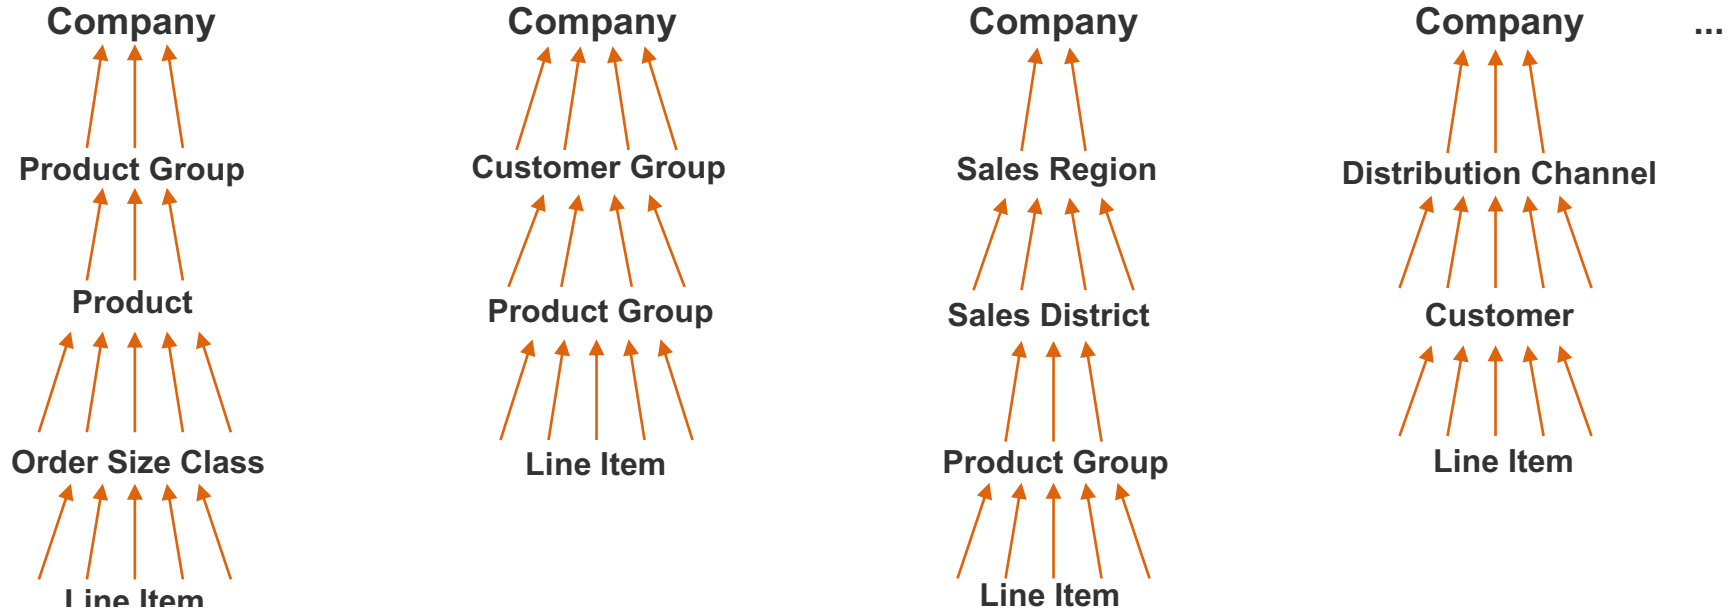 Company
Product Group
Product
Order Size Class
Line Item
Company
Customer Group
Product Group
Line Item
Company
Sales Region
Sales District
Product Group
Line Item
Company
Distribution Channel
Customer
Line Item
...